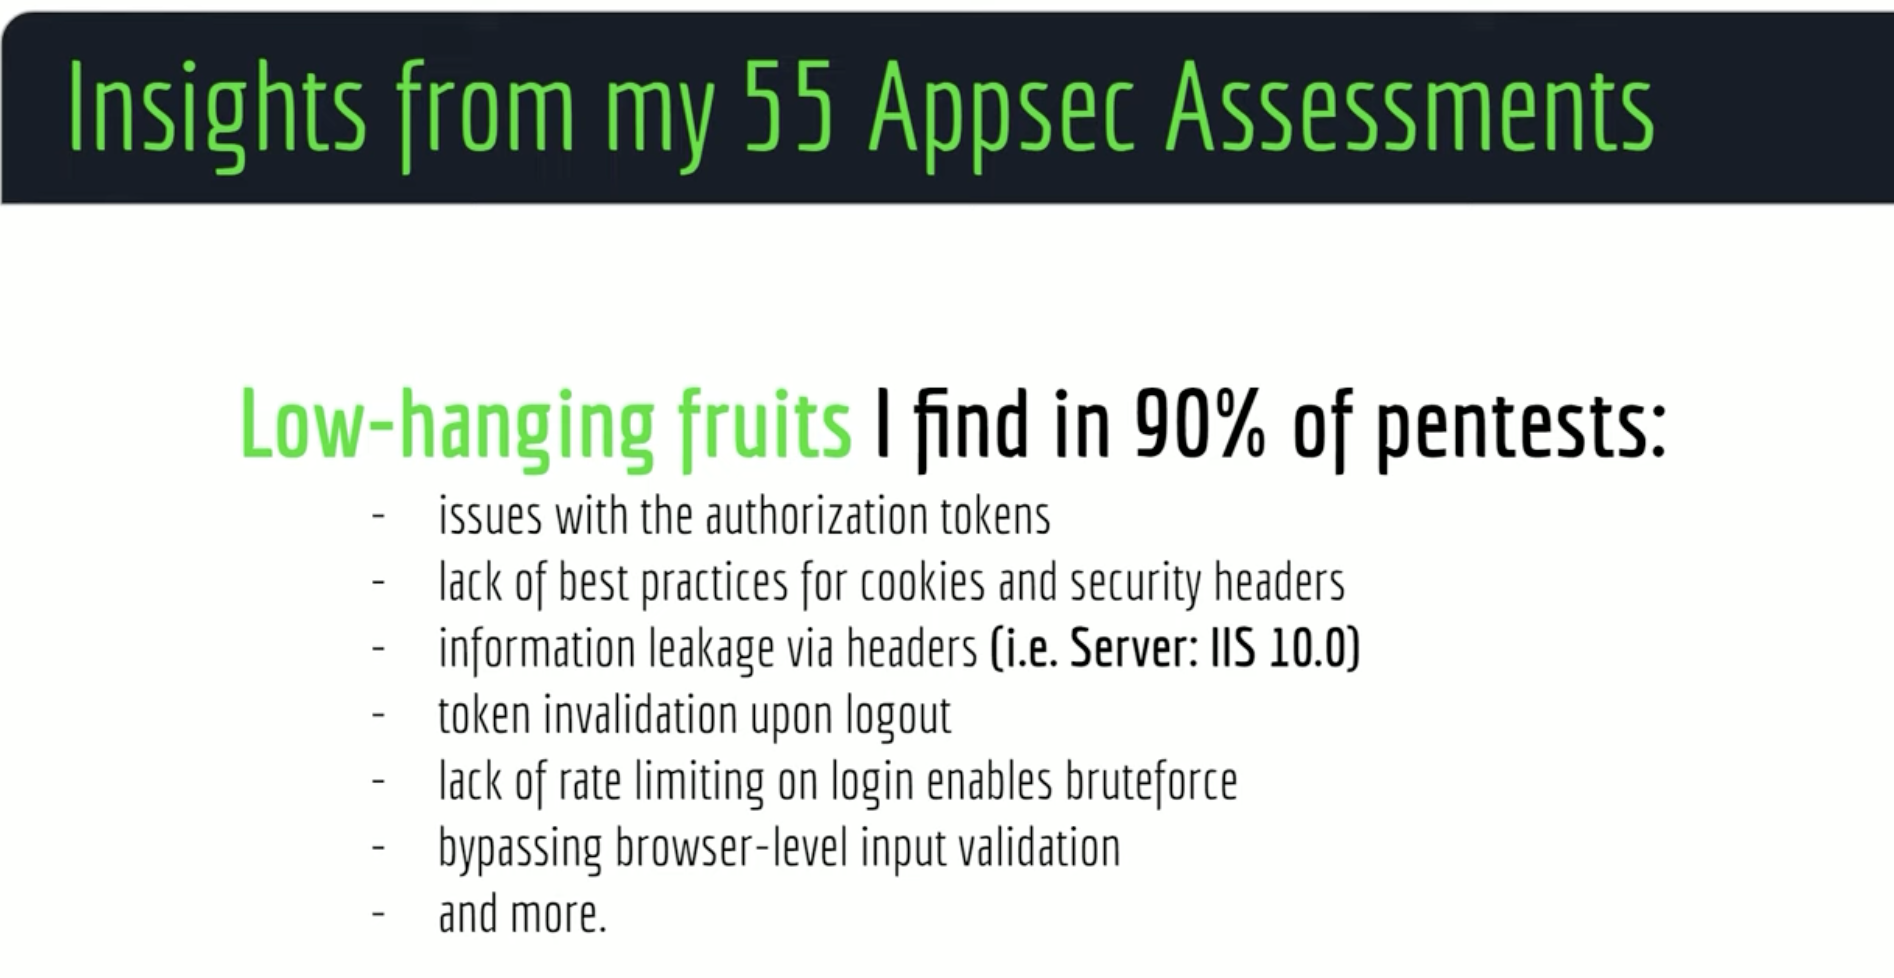 Insights from my 55 Appsec Assessments
Low-hanging fruits I find in 90% of pentests:
- issues with the authorization tokens
- lack of best practices for cookies and security headers
- information leakage via headers (i.e. Server: IIS 10.0)
- token invalidation upon logout
- lack of rate limiting on login enables bruteforce
- bypassing browser-level input validation
- and more.